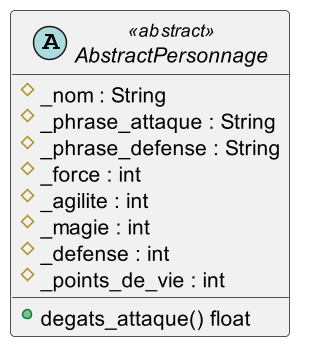 A
«abstract»
AbstractPersonnage
_nom : String
_phrase_attaque : String
_phrase_defense : String
_force : int
_agilite : int
_magie : int
_defense : int
_points_de_vie : int
degats_attaque() float